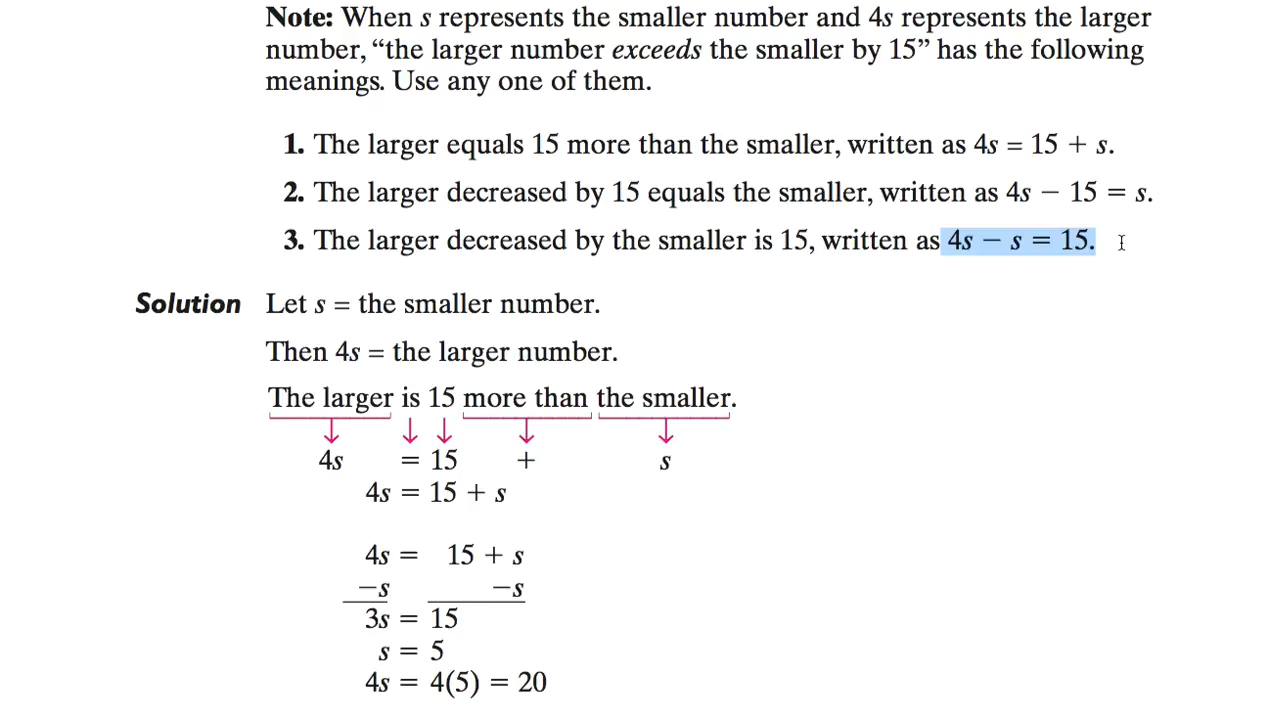 Note: When s represents the smaller number and 4s represents the larger
number, “the larger number exceeds the smaller by 15” has the following
meanings. Use any one of them.
1. The larger equals 15 more than the smaller, written as 4s = 15 + s.
2. The larger decreased by 15 equals the smaller, written as 4s − 15 = s.
3. The larger decreased by the smaller is 15, written as 4s − s = 15.
Solution Let s = the smaller number.
Then 4s = the larger number.
The larger is 15 more than the smaller.
4s = 15 + s
4s = 15 + s
4s = 15 + s
−s −s
3s = 15
s = 5
4s = 4(5) = 20